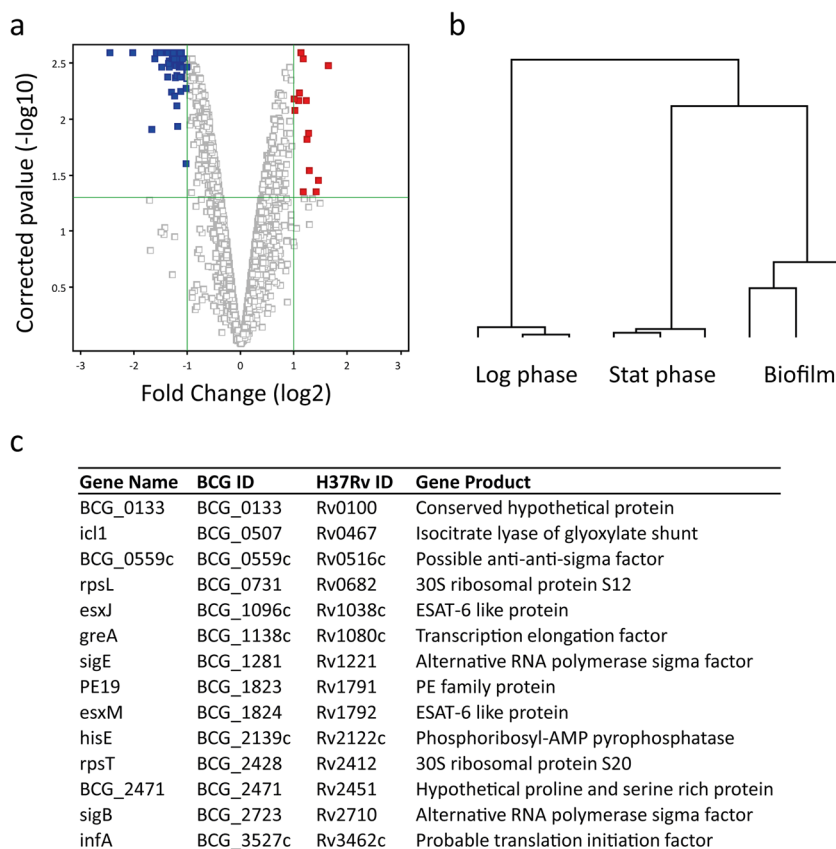 a
b
Corrected pvalue (-log10)
2.5
2
1.5
1
0.5
-3 -2 -1 0 1 2 3
Fold Change (log2)
Log phase Stat phase Biofilm
c
Gene Name BCG ID H37Rv ID Gene Product
BCG_0133 BCG_0133 Rv0100 Conserved hypothetical protein
icl1 BCG_0507 Rv0467 Isocitrate lyase of glyoxylate shunt
BCG_0559c BCG_0559c Rv0516c Possible anti-anti-sigma factor
rpsL BCG_0731 Rv0682 30S ribosomal protein S12
esxJ BCG_1096c Rv1038c ESAT-6 like protein
greA BCG_1138c Rv1080c Transcription elongation factor
sigE BCG_1281 Rv1221 Alternative RNA polymerase sigma factor
PE19 BCG_1823 Rv1791 PE family protein
esxM BCG_1824 Rv1792 ESAT-6 like protein
hisE BCG_2139c Rv2122c Phosphoribosyl-AMP pyrophosphatase
rpsT BCG_2428 Rv2412 30S ribosomal protein S20
BCG_2471 BCG_2471 Rv2451 Hypothetical proline and serine rich protein
sigB BCG_2723 Rv2710 Alternative RNA polymerase sigma factor
infA BCG_3527c Rv3462c Probable translation initiation factor